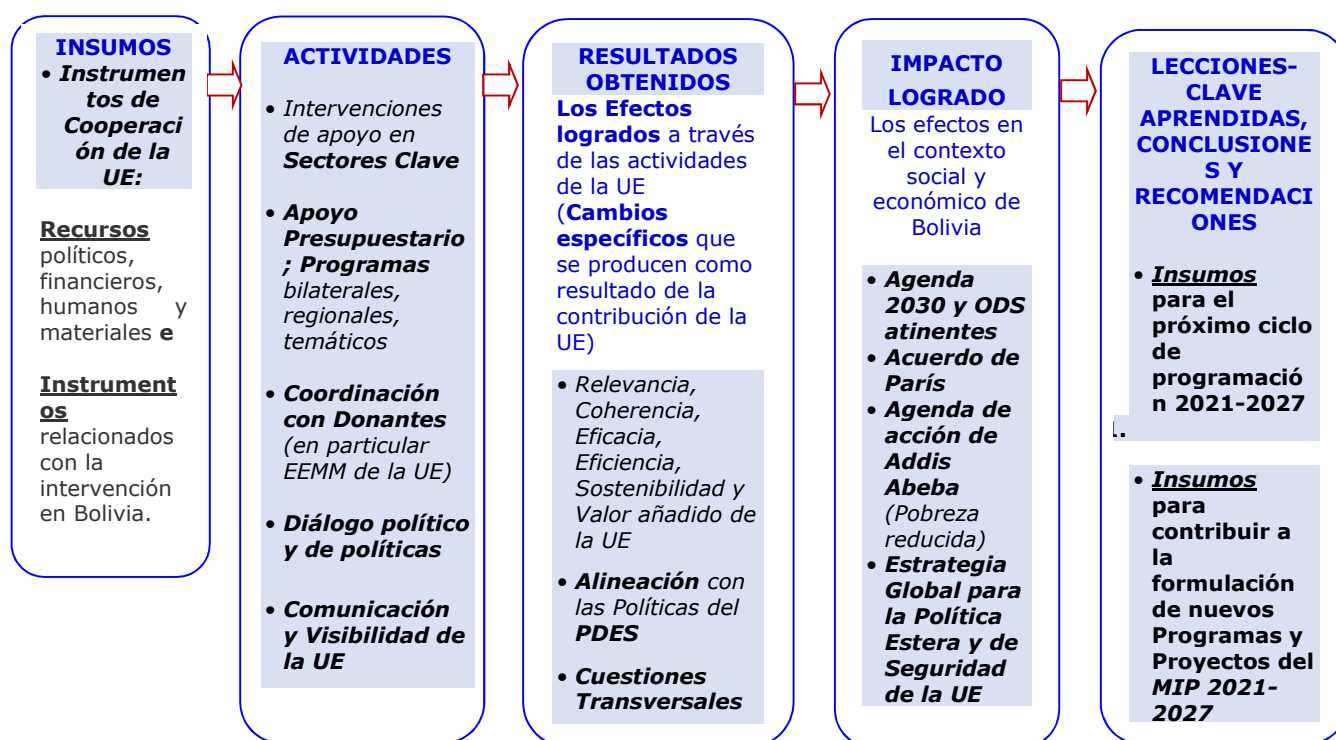 INSUMOS
• Instrumen
tos de
Cooperaci
ón de la
UE:
Recursos
políticos,
financieros,
humanos y
materiales e
Instrument
os
relacionados
con la
intervención
en Bolivia.
ACTIVIDADES
• Intervenciones
de apoyo en
Sectores Clave
• Apoyo
Presupuestario
; Programas
bilaterales,
regionales,
temáticos
• Coordinación
con Donantes
(en particular
EEMM de la UE)
• Diálogo político
y de políticas
• Comunicación
y Visibilidad de
la UE
RESULTADOS
OBTENIDOS
Los Efectos
logrados a través
de las actividades
de la UE
(Cambios
específicos que
se producen como
resultado de la
contribución de la
UE)
• Relevancia,
Coherencia,
Eficacia,
Eficiencia,
Sostenibilidad y
Valor añadido de
la UE
• Alineación con
las Políticas del
PDES
• Cuestiones
Transversales
IMPACTO
LOGRADO
Los efectos en
el contexto
social y
económico de
Bolivia
• Agenda
2030 y ODS
atinentes
• Acuerdo de
París
• Agenda de
acción de
Addis
Abeba
(Pobreza
reducida)
• Estrategia
Global para
la Política
Estera y de
Seguridad
de la UE
LECCIONES-
CLAVE
APRENDIDAS,
CONCLUSIONE
S Y
RECOMENDACI
ONES
• Insumos
para el
próximo ciclo
de
programació
n 2021-2027
• Insumos
para
contribuir a
la
formulación
de nuevos
Programas y
Proyectos del
MIP 2021-
2027